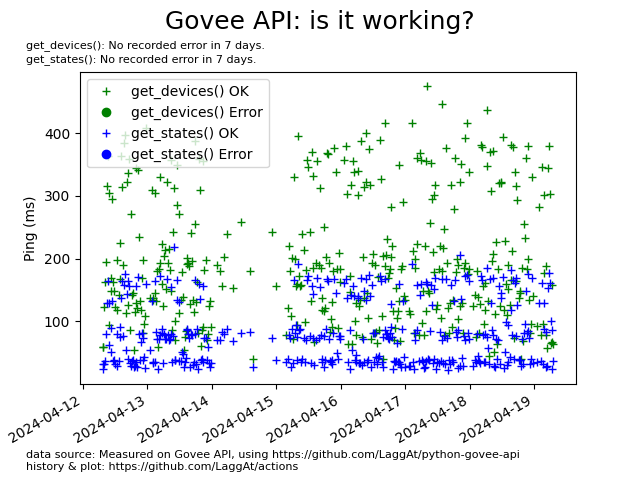 Govee API: is it working?
get_devices(): No recorded error in 7 days.
get_states(): No recorded error in 7 days.
get_devices() OK
get_devices() Error
get_states() OK
get_states() Error
Ping (ms)
400
300
200
100
2024-04-12
2024-04-13
2024-04-14
2024-04-15
2024-04-16
2024-04-17
2024-04-18
2024-04-19
data source: Measured on Govee API, using https://github.com/LaggAt/python-govee-api
history & plot: https://github.com/LaggAt/actions